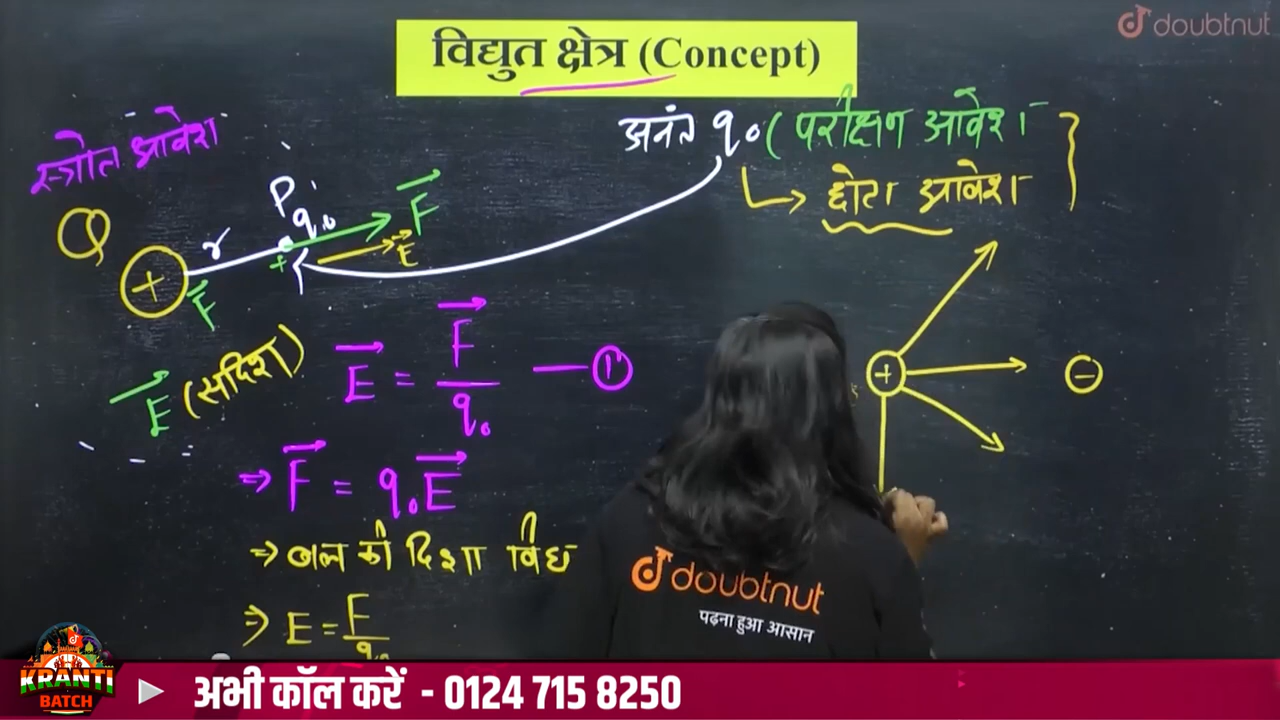 doubtnut
विद्युत क्षेत्र (Concept)
स्त्रोत आवेश
अनंत q₀ (परीक्षण आवेश
↳ छोटा आवेश
P
q₀
F
Q
r
E
+
+
F
E (सदिश)
E = F/q₀ — ①
+
−
⇒ F = q₀E
⇒ बल की दिशा विद्य
⇒ E = F/q₀
doubtnut
पढ़ना हुआ आसान
KRANTI
BATCH
अभी कॉल करें - 0124 715 8250